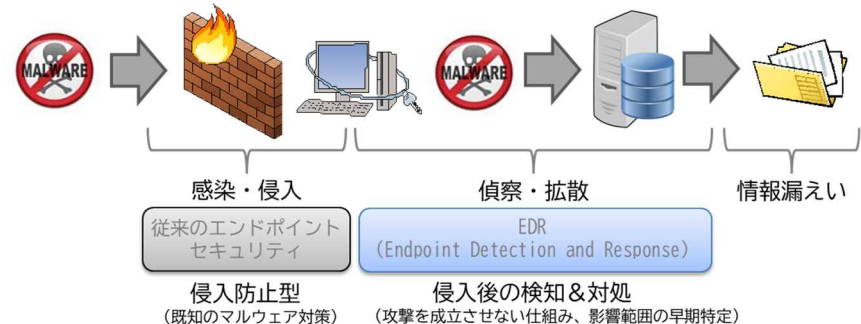 MALWARE
MALWARE
感染・侵入
偵察・拡散
情報漏えい
従来のエンドポイント
セキュリティ
EDR
(Endpoint Detection and Response)
侵入防止型
(既知のマルウェア対策)
侵入後の検知＆対処
(攻撃を成立させない仕組み、影響範囲の早期特定)